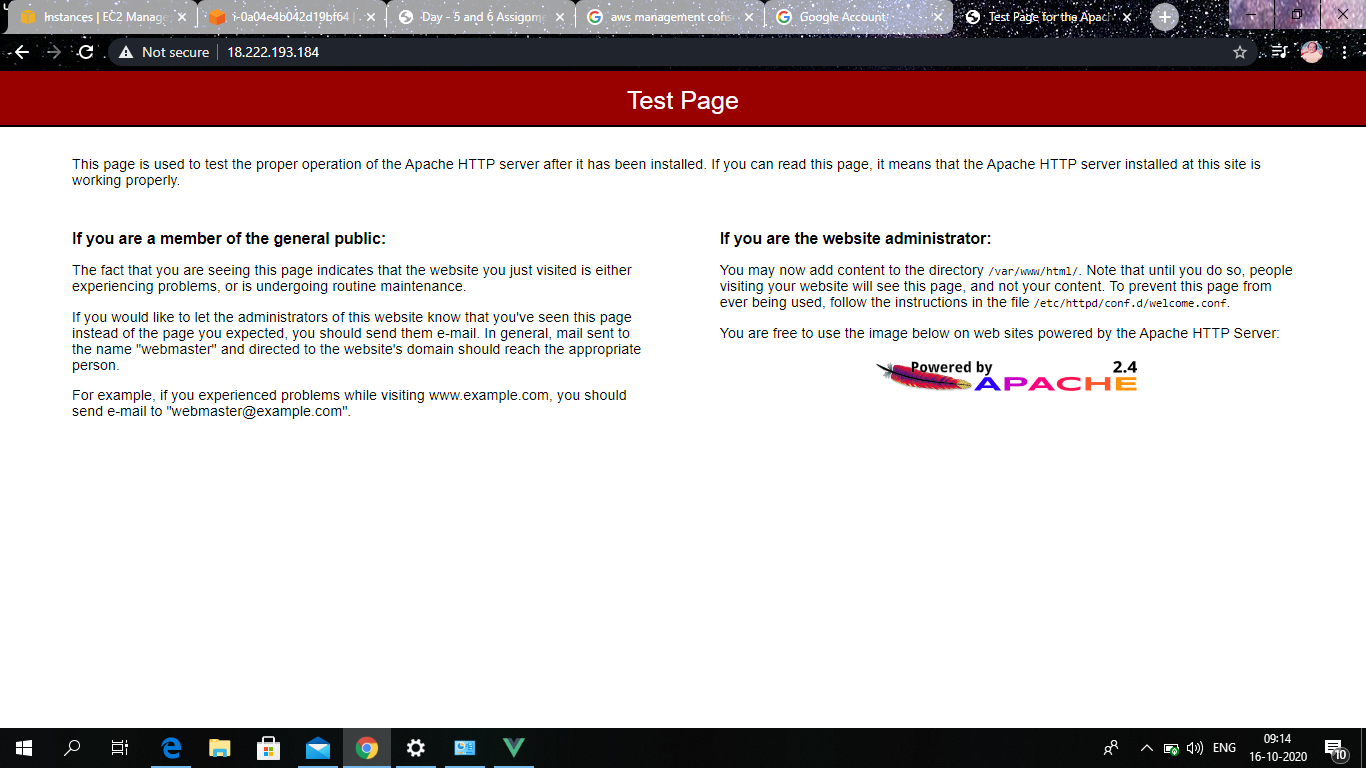 Instances | EC2 Manage
i-0a04e4b042d19bf64 |
Day - 5 and 6 Assignme
aws management cons
Google Account
Test Page for the Apach
Not secure
18.222.193.184
Test Page
This page is used to test the proper operation of the Apache HTTP server after it has been installed. If you can read this page, it means that the Apache HTTP server installed at this site is
working properly.
If you are a member of the general public:
The fact that you are seeing this page indicates that the website you just visited is either
experiencing problems, or is undergoing routine maintenance.
If you would like to let the administrators of this website know that you've seen this page
instead of the page you expected, you should send them e-mail. In general, mail sent to
the name "webmaster" and directed to the website's domain should reach the appropriate
person.
For example, if you experienced problems while visiting www.example.com, you should
send e-mail to "webmaster@example.com".
If you are the website administrator:
You may now add content to the directory /var/www/html/. Note that until you do so, people
visiting your website will see this page, and not your content. To prevent this page from
ever being used, follow the instructions in the file /etc/httpd/conf.d/welcome.conf.
You are free to use the image below on web sites powered by the Apache HTTP Server:
Powered by 2.4
APACHE
ENG
09:14
16-10-2020
10